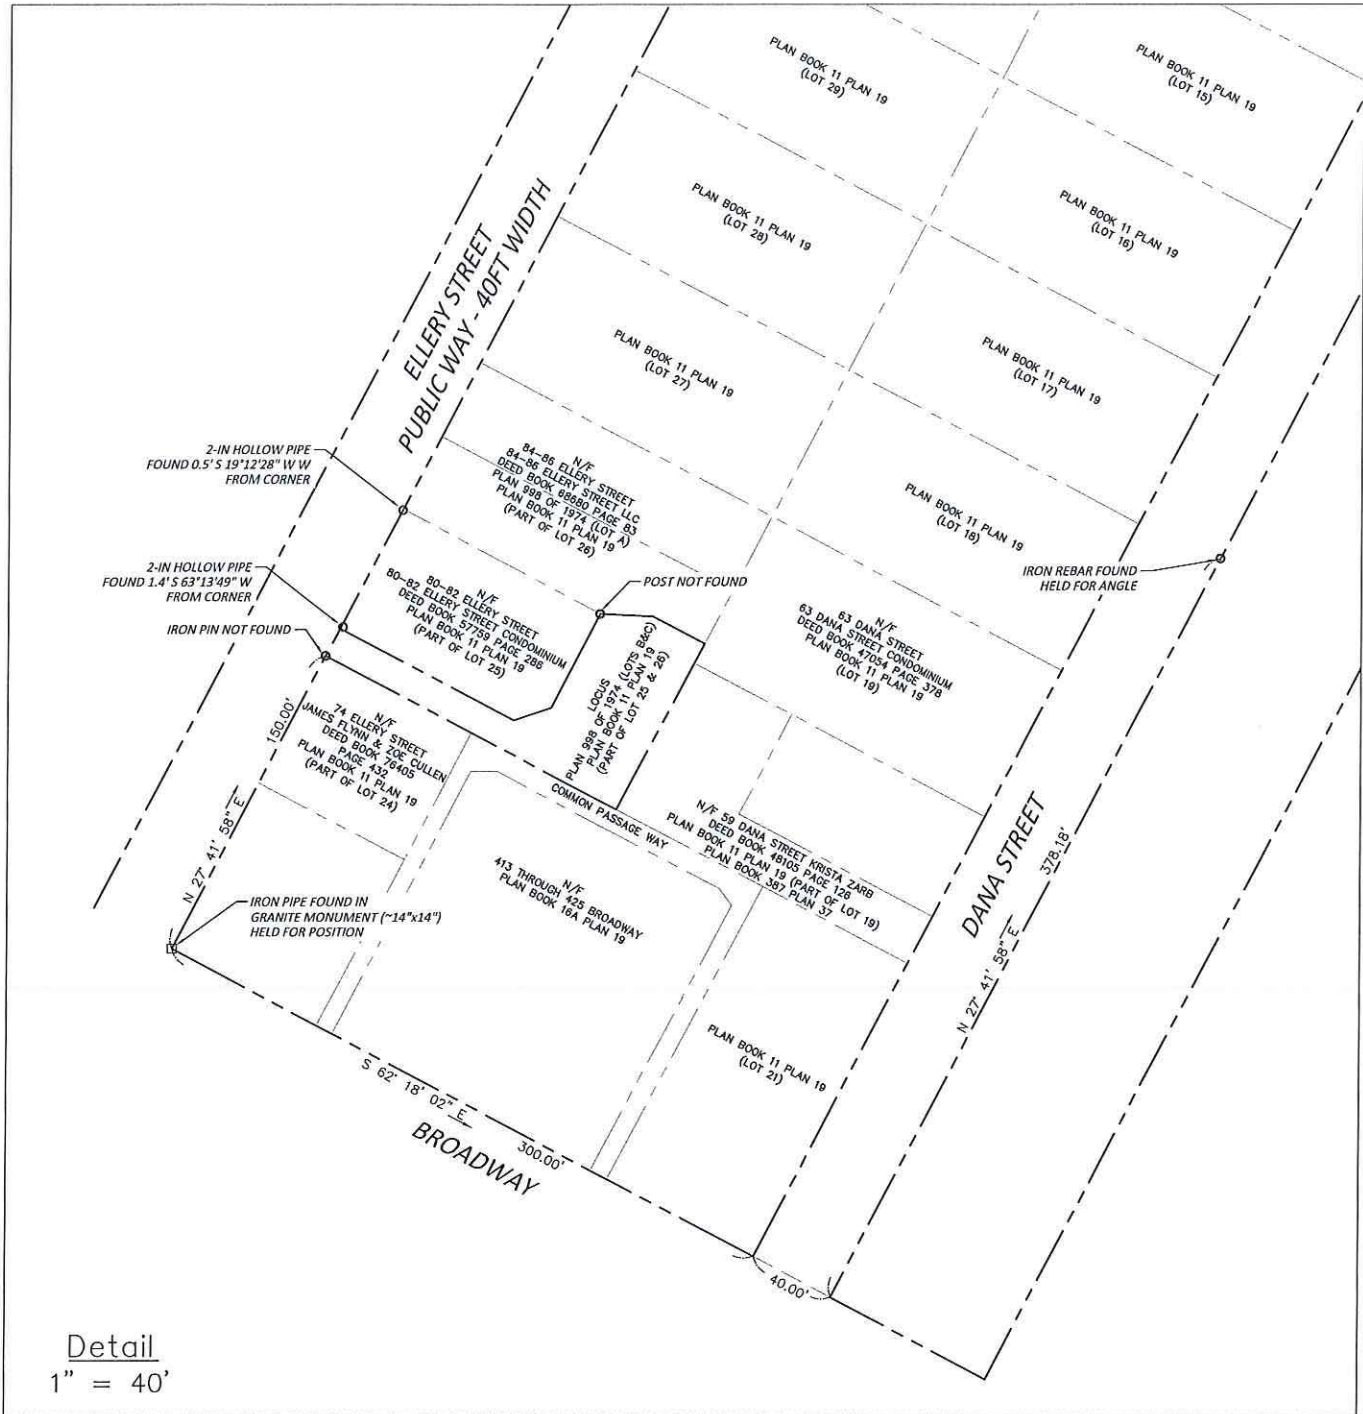 PLAN BOOK 11 PLAN 19
(LOT 29)
PLAN BOOK 11 PLAN 19
(LOT 15)
PLAN BOOK 11 PLAN 19
(LOT 28)
PLAN BOOK 11 PLAN 19
(LOT 16)
ELLERY STREET
PUBLIC WAY - 40FT WIDTH
PLAN BOOK 11 PLAN 19
(LOT 27)
PLAN BOOK 11 PLAN 19
(LOT 17)
2-IN HOLLOW PIPE
FOUND 0.5' S 19°12'28" W W
FROM CORNER
N/F
84-86 ELLERY STREET
84-86 ELLERY STREET LLC
DEED BOOK 68680 PAGE 83
PLAN 998 OF 1974 (LOT A)
PLAN BOOK 11 PLAN 19
(PART OF LOT 26)
PLAN BOOK 11 PLAN 19
(LOT 18)
IRON REBAR FOUND
HELD FOR ANGLE
2-IN HOLLOW PIPE
FOUND 1.4' S 63°13'49" W
FROM CORNER
IRON PIN NOT FOUND
N/F
80-82 ELLERY STREET
80-82 ELLERY STREET CONDOMINIUM
DEED BOOK 57759 PAGE 286
PLAN BOOK 11 PLAN 19
(PART OF LOT 25)
POST NOT FOUND
LOCUS
PLAN 998 OF 1974 (LOTS B&C)
PLAN BOOK 11 PLAN 19
(PART OF LOT 25 & 26)
N/F
63 DANA STREET
63 DANA STREET CONDOMINIUM
DEED BOOK 47054 PAGE 378
PLAN BOOK 11 PLAN 19
(LOT 19)
150.00'
N 27° 41' 58" E
N/F
74 ELLERY STREET
JAMES FLYNN & ZOE CULLEN
DEED BOOK 76405
PAGE 432
PLAN BOOK 11 PLAN 19
(PART OF LOT 24)
COMMON PASSAGE WAY
N/F 59 DANA STREET KRISTA ZARB
DEED BOOK 48105 PAGE 126
PLAN BOOK 11 PLAN 19 (PART OF LOT 19)
PLAN BOOK 387 PLAN 37
DANA STREET
378.18'
N 27° 41' 58" E
IRON PIPE FOUND IN
GRANITE MONUMENT (~14"x14")
HELD FOR POSITION
N/F
413 THROUGH 425 BROADWAY
PLAN BOOK 16A PLAN 19
PLAN BOOK 11 PLAN 19
(LOT 21)
S 62° 18' 02" E
300.00'
BROADWAY
40.00'
Detail
1" = 40'